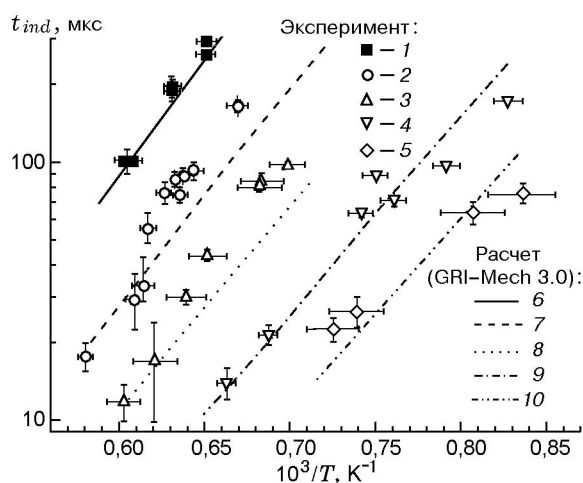 t_ind, мкс
Эксперимент:
– 1
– 2
– 3
– 4
– 5
100
10
Расчет
(GRI–Mech 3.0):
6
7
8
9
10
0,60 0,65 0,70 0,75 0,80 0,85
10³/T, K⁻¹